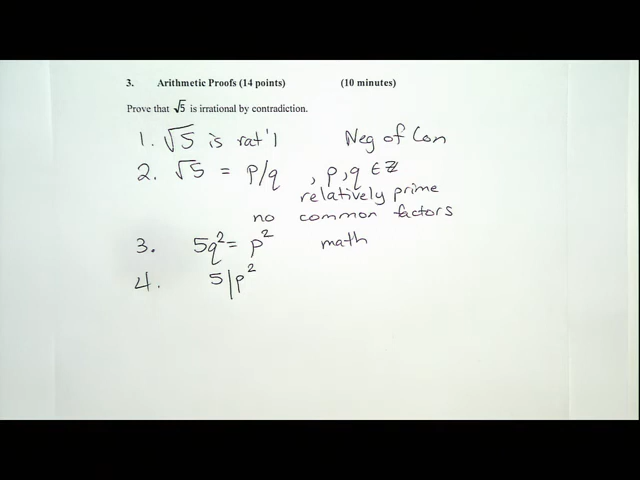 3. Arithmetic Proofs (14 points) (10 minutes)
Prove that √5 is irrational by contradiction.
1. √5 is rat'l Neg of Con
2. √5 = p/q , p,q ∈ ℤ
relatively prime
no common factors
3. 5q² = p² math
4. 5|p²